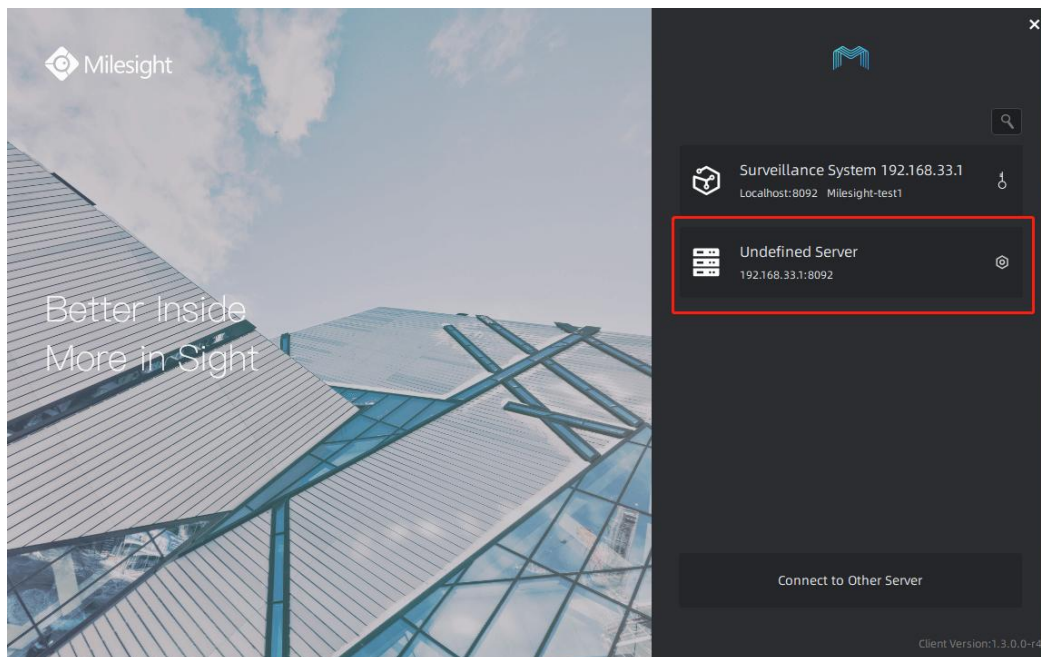 Milesight
Better Inside
More in Sight
Surveillance System 192.168.33.1
Localhost:8092 Milesight-test1
Undefined Server
192.168.33.1:8092
Connect to Other Server
Client Version:1.3.0.0-r4